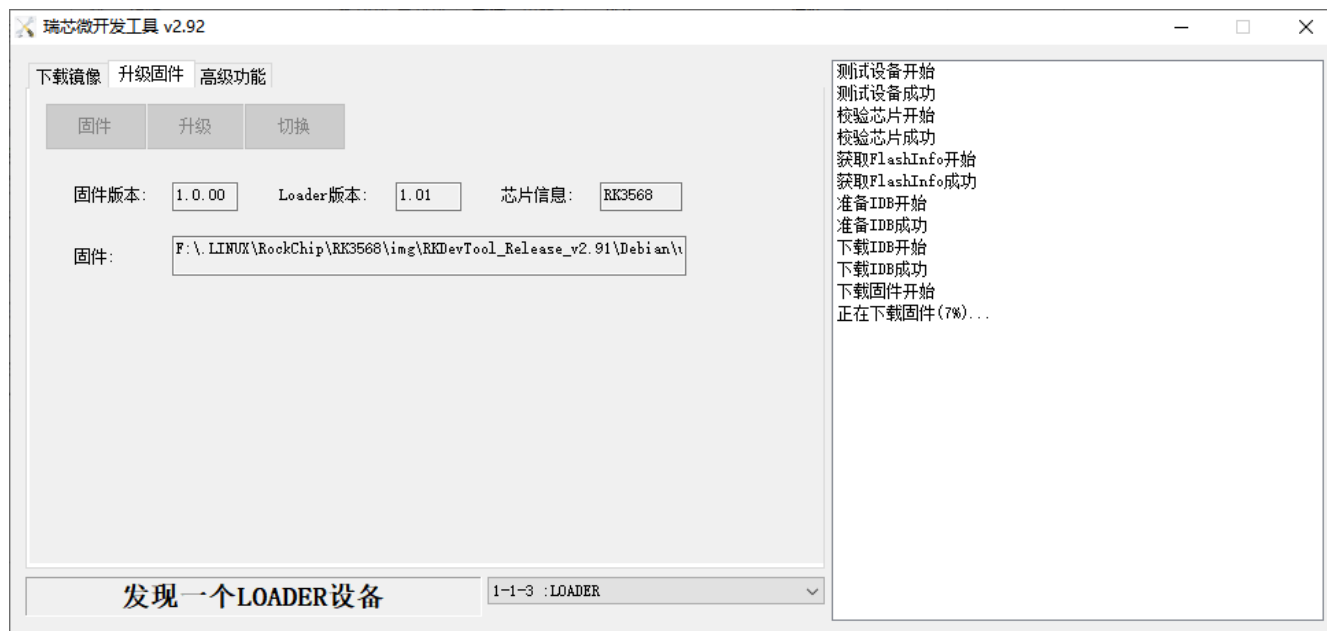 瑞芯微开发工具 v2.92
下载镜像 升级固件 高级功能
固件 升级 切换
固件版本: 1.0.00 Loader版本: 1.01 芯片信息: RK3568
固件: F:\.LINUX\RockChip\RK3568\img\RKDevTool_Release_v2.91\Debian\
发现一个LOADER设备
1-1-3 :LOADER
测试设备开始
测试设备成功
校验芯片开始
校验芯片成功
获取FlashInfo开始
获取FlashInfo成功
准备IDB开始
准备IDB成功
下载IDB开始
下载IDB成功
下载固件开始
正在下载固件(7%)...